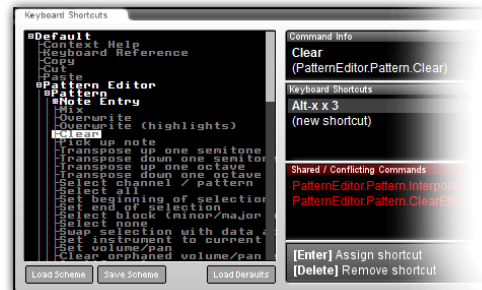 Keyboard Shortcuts
Default
Context Help
Keyboard Reference
Copy
Cut
Paste
Pattern Editor
Pattern
Note Entry
Mix
Overwrite
Overwrite (highlights)
Clear
Pick up note
Transpose up one semitone
Transpose down one semiton
Transpose up one octave
Transpose down one octave
Select channel / pattern
Select all
Set beginning of selection
Set end of selection
Select block (minor/major
Select none
Swap selection with data
Set instrument to current
Set volume/pan
Clear orphaned volume/pan
Load Scheme
Save Scheme
Load Defaults
Command Info
Clear
(PatternEditor.Pattern.Clear)
Keyboard Shortcuts
Alt-x x 3
(new shortcut)
Shared / Conflicting Commands
PatternEditor.Pattern.Interpola
PatternEditor.Pattern.ClearEffe
[Enter] Assign shortcut
[Delete] Remove shortcut